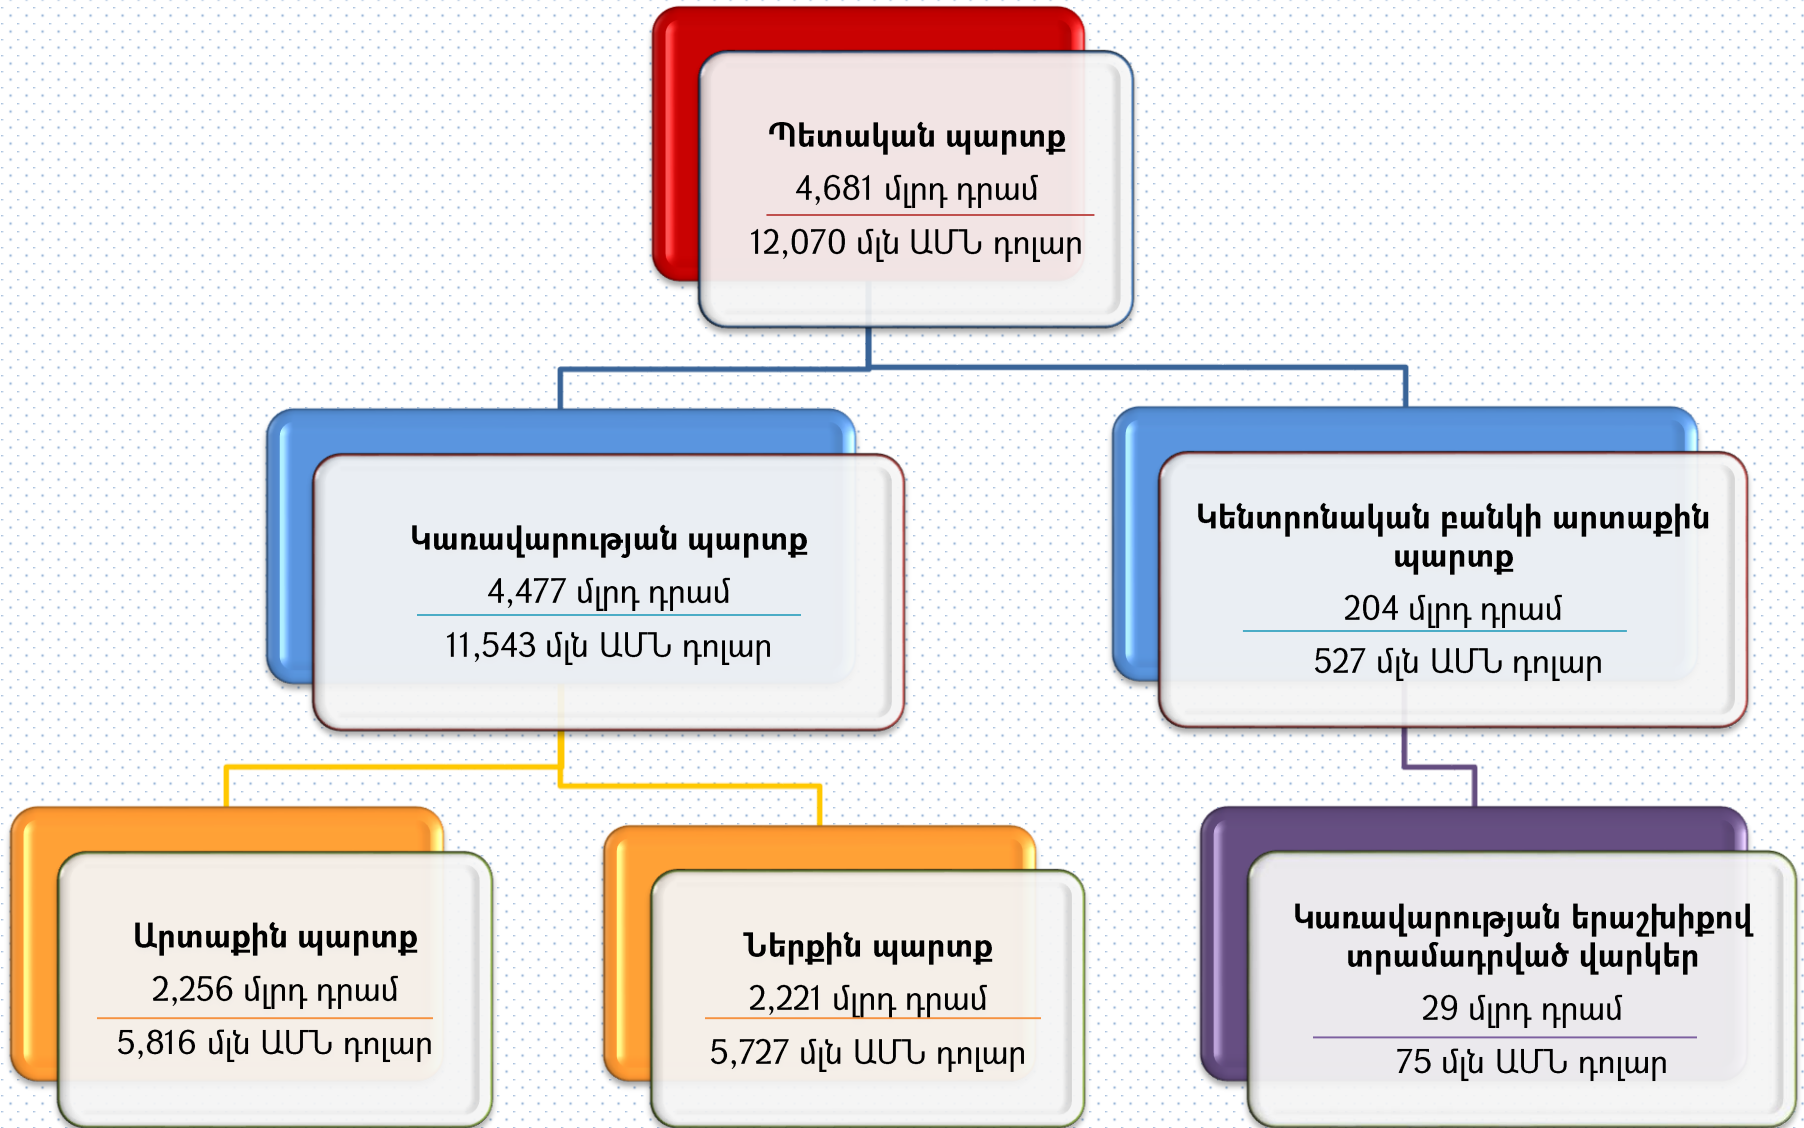 Պետական պարտք
4,681 մլրդ դրամ
12,070 մլն ԱՄՆ դոլար
Կառավարության պարտք
4,477 մլրդ դրամ
11,543 մլն ԱՄՆ դոլար
Կենտրոնական բանկի արտաքին
պարտք
204 մլրդ դրամ
527 մլն ԱՄՆ դոլար
Արտաքին պարտք
2,256 մլրդ դրամ
5,816 մլն ԱՄՆ դոլար
Ներքին պարտք
2,221 մլրդ դրամ
5,727 մլն ԱՄՆ դոլար
Կառավարության երաշխիքով
տրամադրված վարկեր
29 մլրդ դրամ
75 մլն ԱՄՆ դոլար